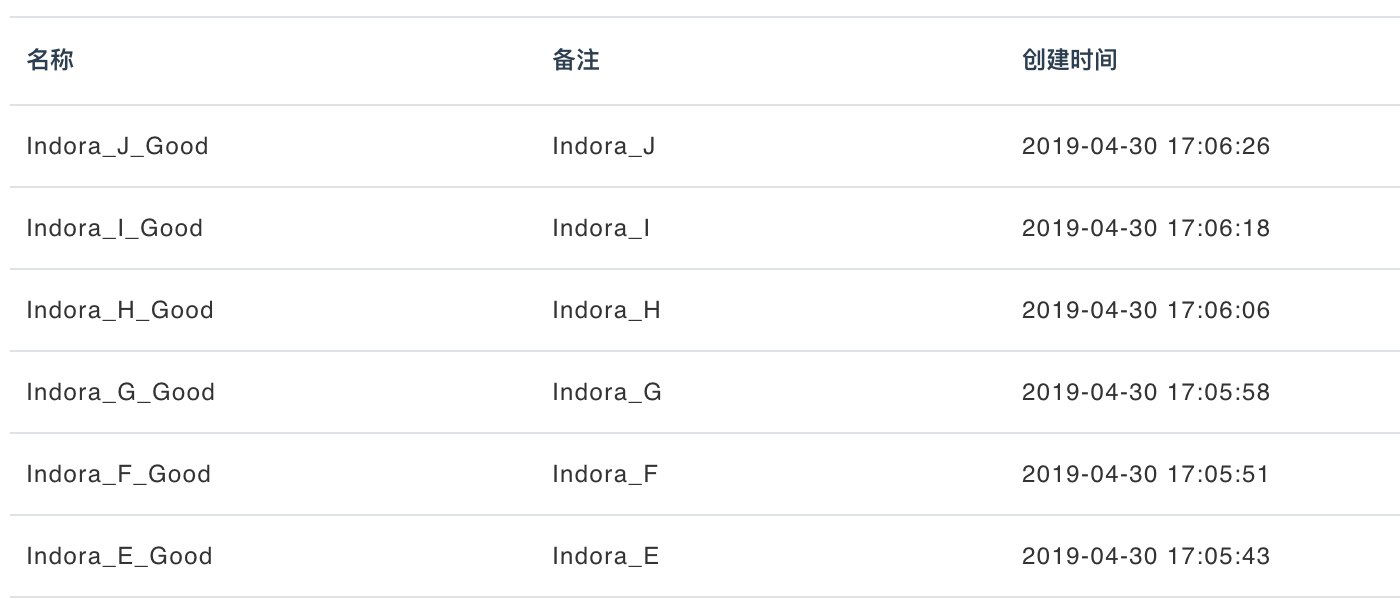 名称 备注 创建时间
Indora_J_Good Indora_J 2019-04-30 17:06:26
Indora_I_Good Indora_I 2019-04-30 17:06:18
Indora_H_Good Indora_H 2019-04-30 17:06:06
Indora_G_Good Indora_G 2019-04-30 17:05:58
Indora_F_Good Indora_F 2019-04-30 17:05:51
Indora_E_Good Indora_E 2019-04-30 17:05:43